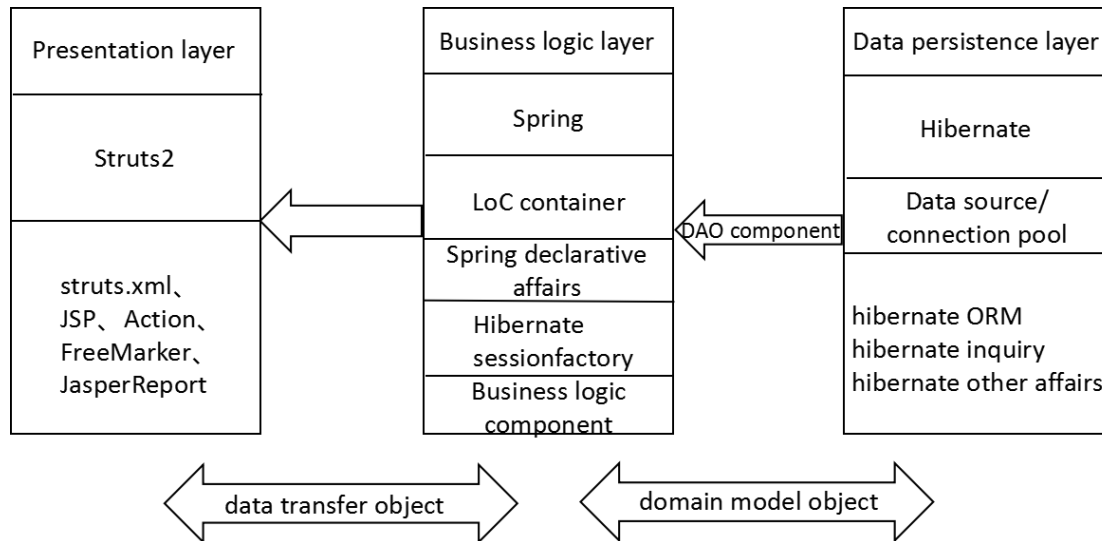 Presentation layer
Struts2
struts.xml、
JSP、Action、
FreeMarker、
JasperReport
Business logic layer
Spring
LoC container
Spring declarative
affairs
Hibernate
sessionfactory
Business logic
component
DAO component
Data persistence layer
Hibernate
Data source/
connection pool
hibernate ORM
hibernate inquiry
hibernate other affairs
data transfer object
domain model object